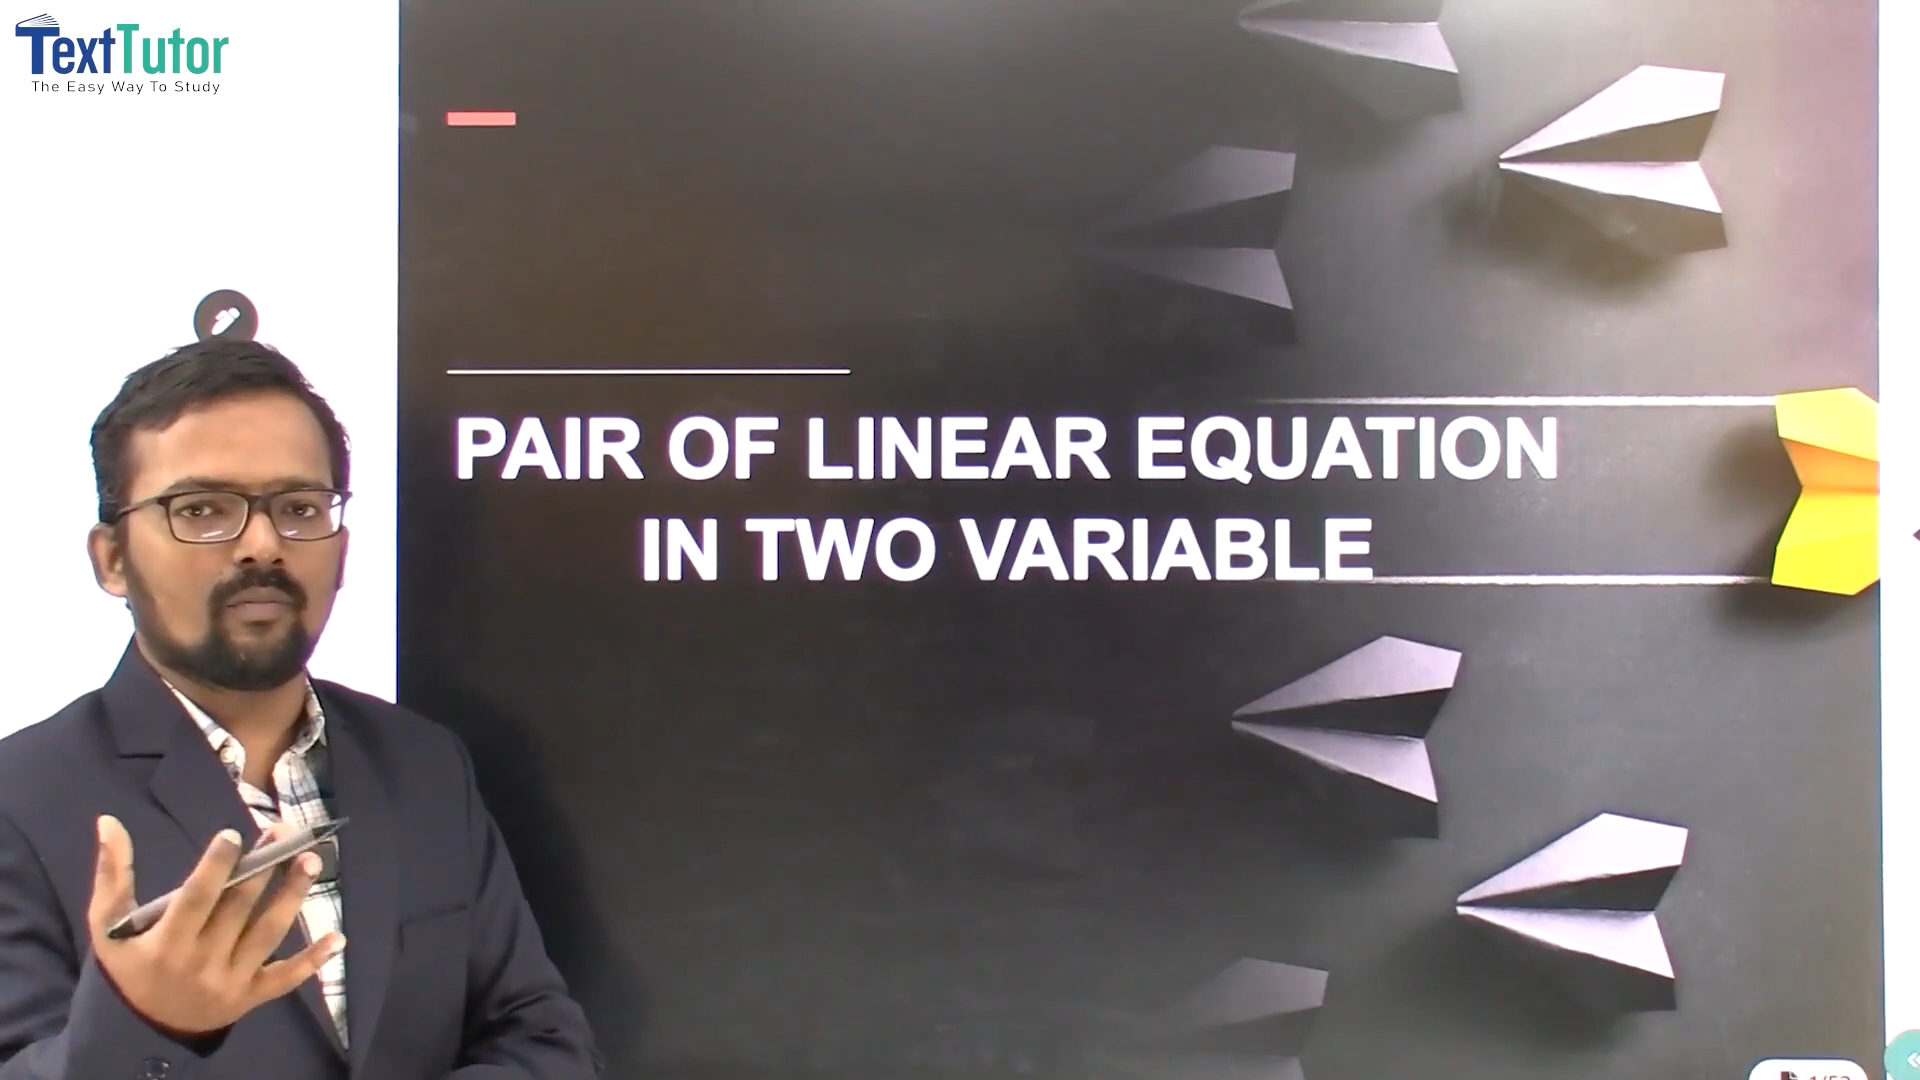 TextTutor
The Easy Way To Study
PAIR OF LINEAR EQUATION
IN TWO VARIABLE